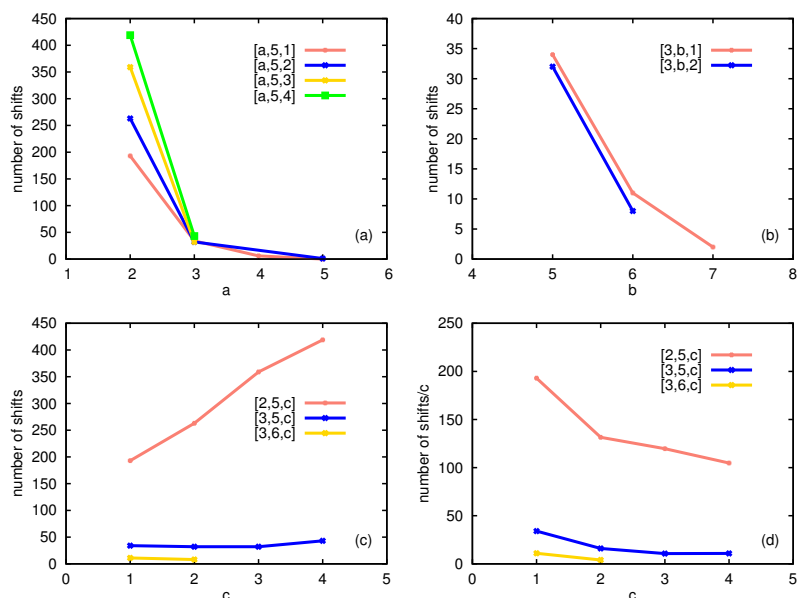 450
400
350
300
250
200
150
100
50
0
number of shifts
[a,5,1]
[a,5,2]
[a,5,3]
[a,5,4]
(a)
1 2 3 4 5 6
a
40
35
30
25
20
15
10
5
0
number of shifts
[3,b,1]
[3,b,2]
(b)
4 5 6 7 8
b
450
400
350
300
250
200
150
100
50
0
number of shifts
[2,5,c]
[3,5,c]
[3,6,c]
(c)
0 1 2 3 4 5
c
250
200
150
100
50
0
number of shifts/c
[2,5,c]
[3,5,c]
[3,6,c]
(d)
0 1 2 3 4 5
c